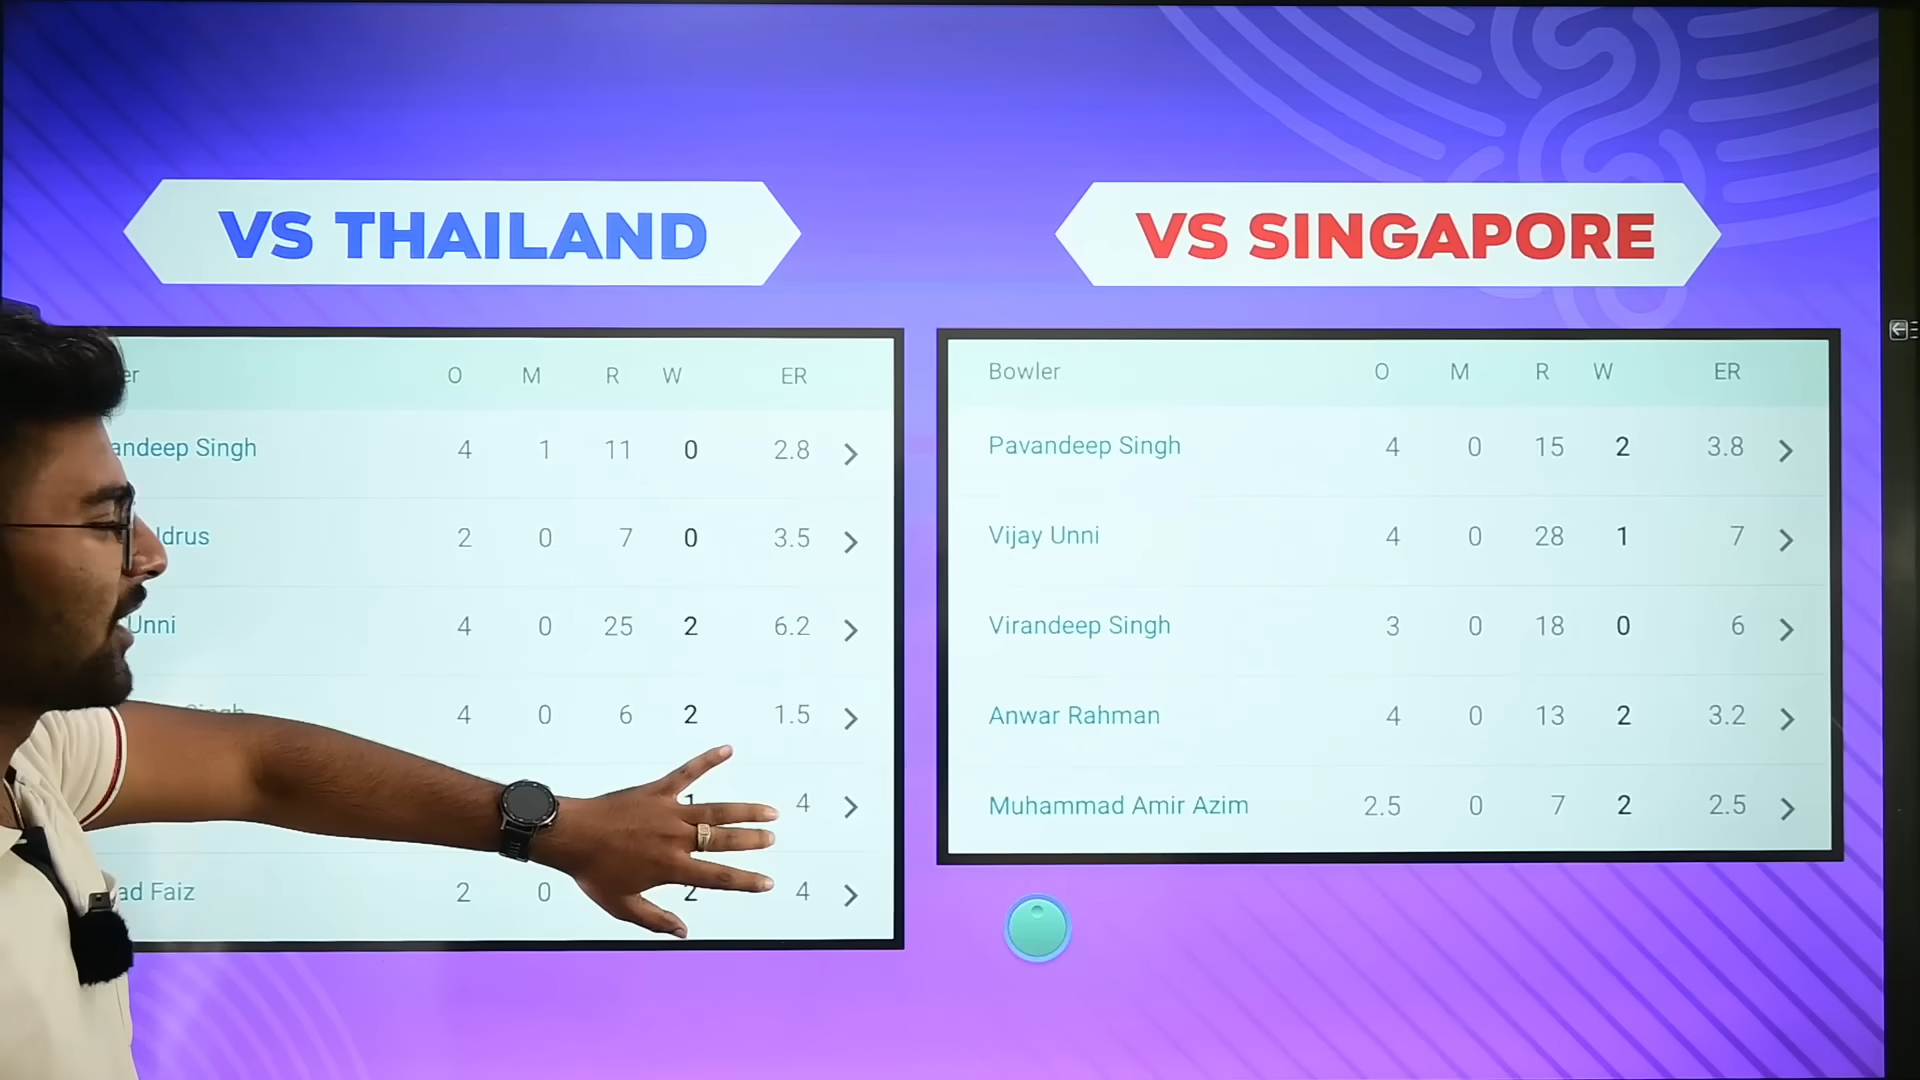 VS THAILAND
er O M R W ER
andeep Singh 4 1 11 0 2.8
Idrus 2 0 7 0 3.5
Unni 4 0 25 2 6.2
Singh 4 0 6 2 1.5
1 4
ad Faiz 2 0 2 4
VS SINGAPORE
Bowler O M R W ER
Pavandeep Singh 4 0 15 2 3.8
Vijay Unni 4 0 28 1 7
Virandeep Singh 3 0 18 0 6
Anwar Rahman 4 0 13 2 3.2
Muhammad Amir Azim 2.5 0 7 2 2.5